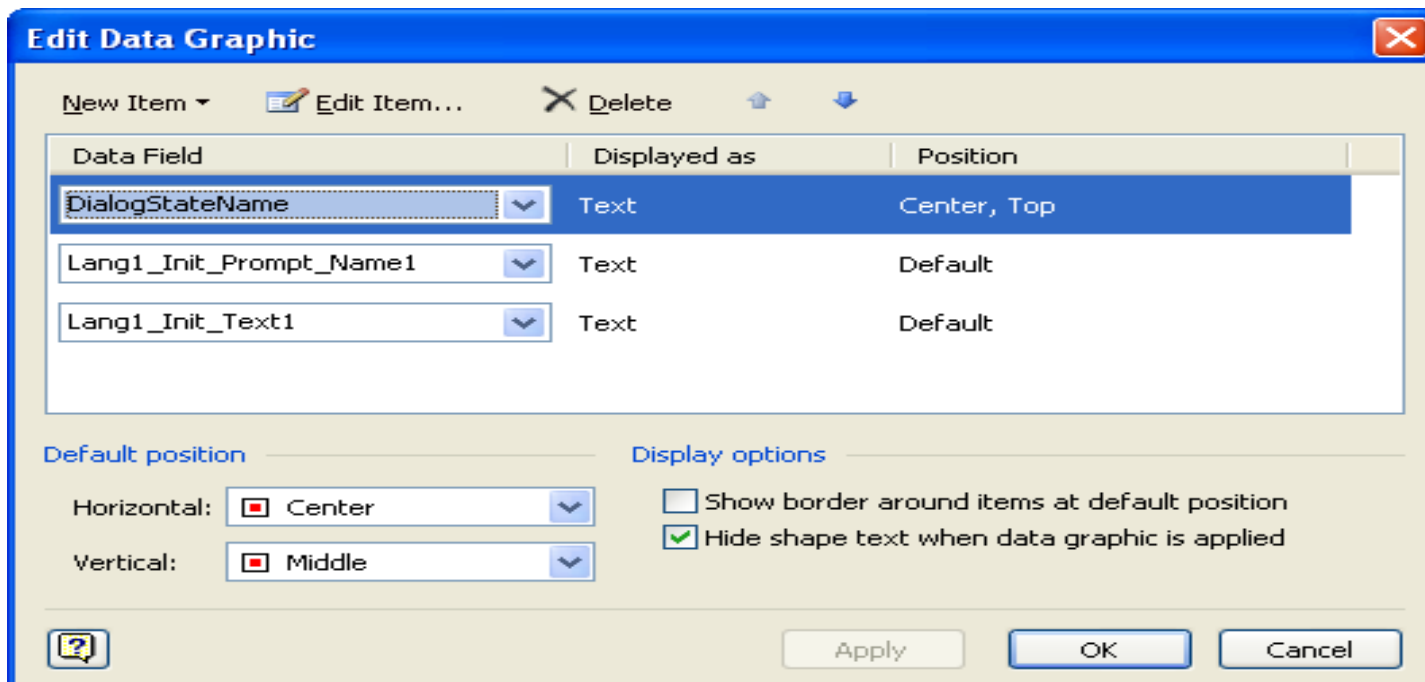 Edit Data Graphic
New Item Edit Item... Delete
Data Field Displayed as Position
DialogStateName Text Center, Top
Lang1_Init_Prompt_Name1 Text Default
Lang1_Init_Text1 Text Default
Default position Display options
Horizontal: Center Show border around items at default position
Hide shape text when data graphic is applied
Vertical: Middle
Apply OK Cancel